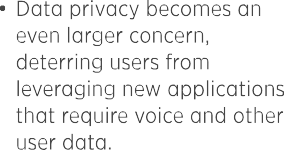 • Data privacy becomes an
even larger concern,
deterring users from
leveraging new applications
that require voice and other
user data.